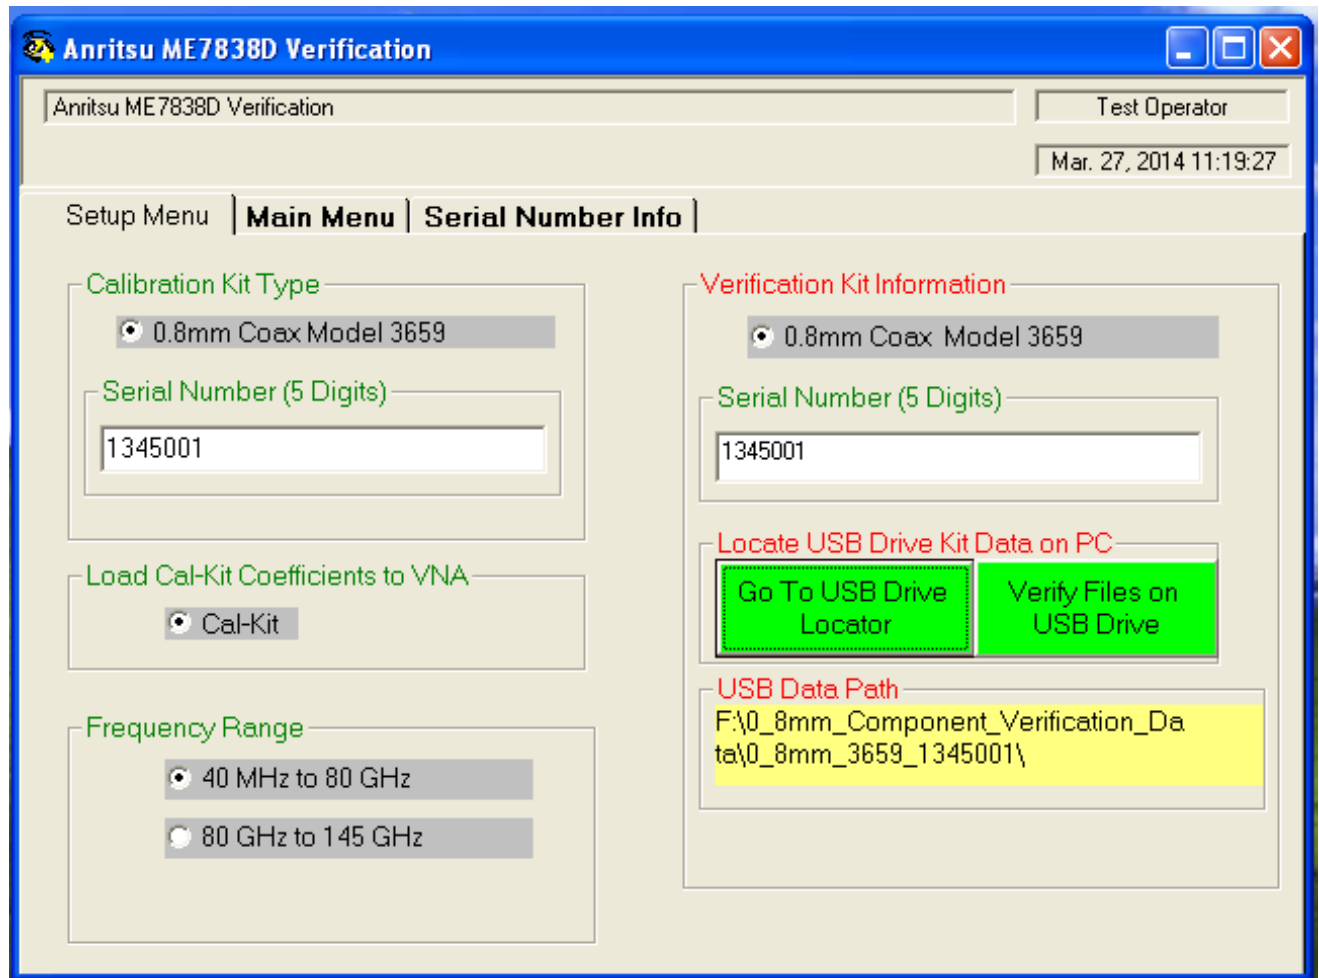 Anritsu ME7838D Verification
Anritsu ME7838D Verification
Test Operator
Mar. 27, 2014 11:19:27
Setup Menu
Main Menu
Serial Number Info
Calibration Kit Type
0.8mm Coax Model 3659
Serial Number (5 Digits)
1345001
Load Cal-Kit Coefficients to VNA
Cal-Kit
Frequency Range
40 MHz to 80 GHz
80 GHz to 145 GHz
Verification Kit Information
0.8mm Coax  Model 3659
Serial Number (5 Digits)
1345001
Locate USB Drive Kit Data on PC
Go To USB Drive
Locator
Verify Files on
USB Drive
USB Data Path
F:\0_8mm_Component_Verification_Da
ta\0_8mm_3659_1345001\